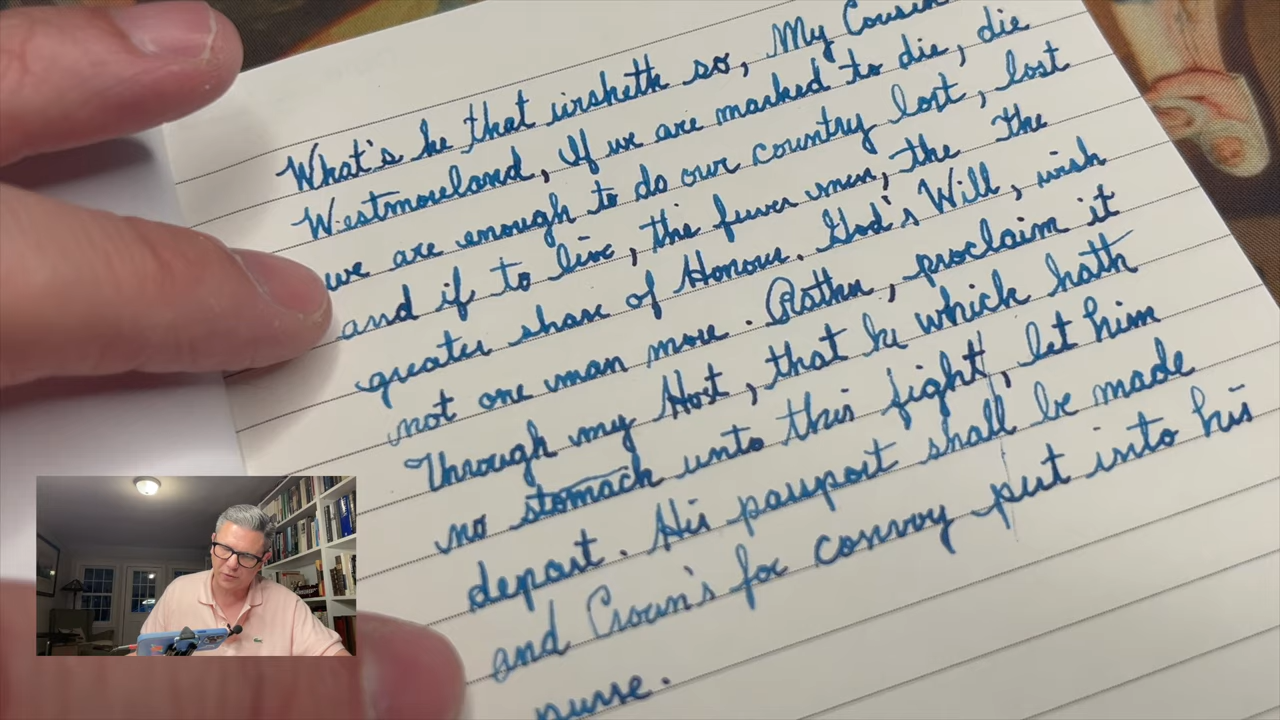 What's he that wisheth so, My Cousin
Westmoreland, If we are marked to die, die
we are enough to do our country lost, lost
and if to live, the fewer men, the The
greater share of Honour. God's Will, wish
not one man more. Rather, proclaim it
Through my Host, that he which hath
no stomach unto this fight, let him
depart. His passport shall be made
and Crown's for convoy put into his
purse.